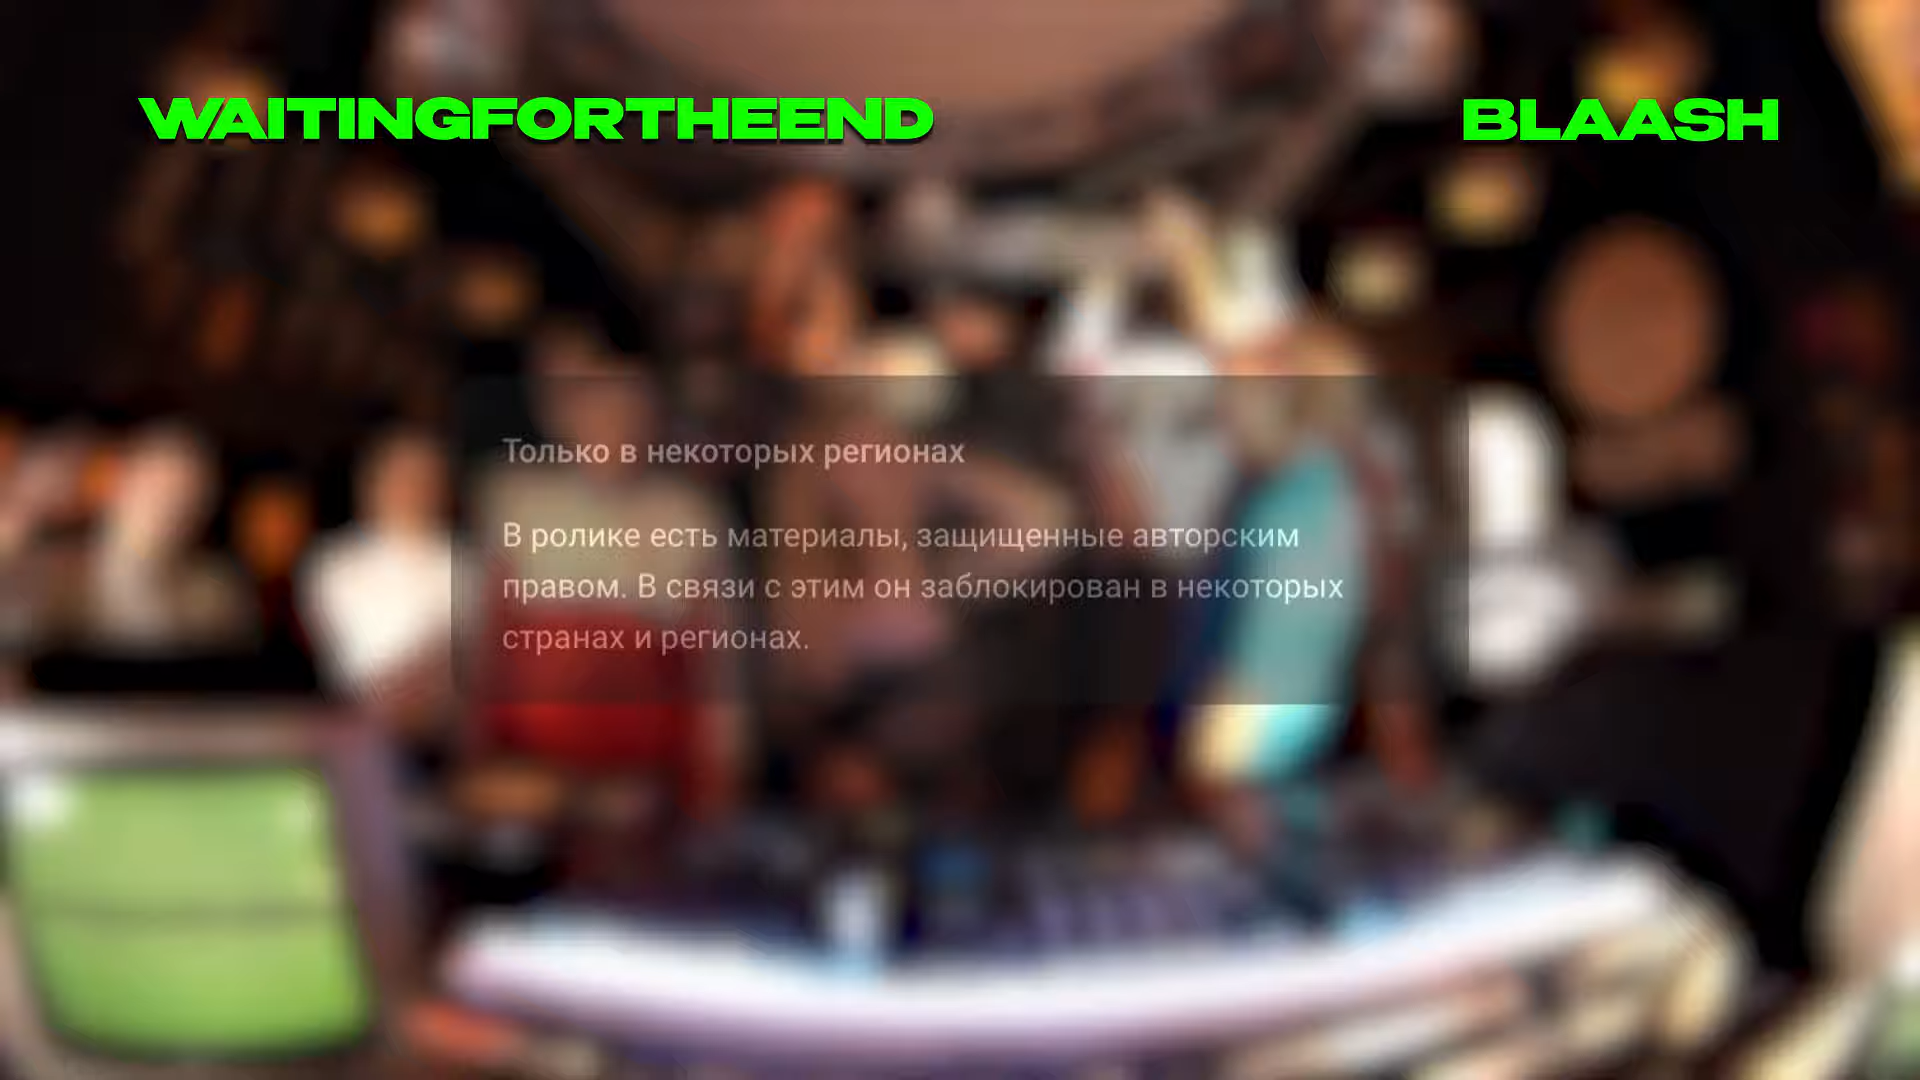 WAITINGFORTHEEND
BLAASH
Только в некоторых регионах
В ролике есть материалы, защищенные авторским
правом. В связи с этим он заблокирован в некоторых
странах и регионах.